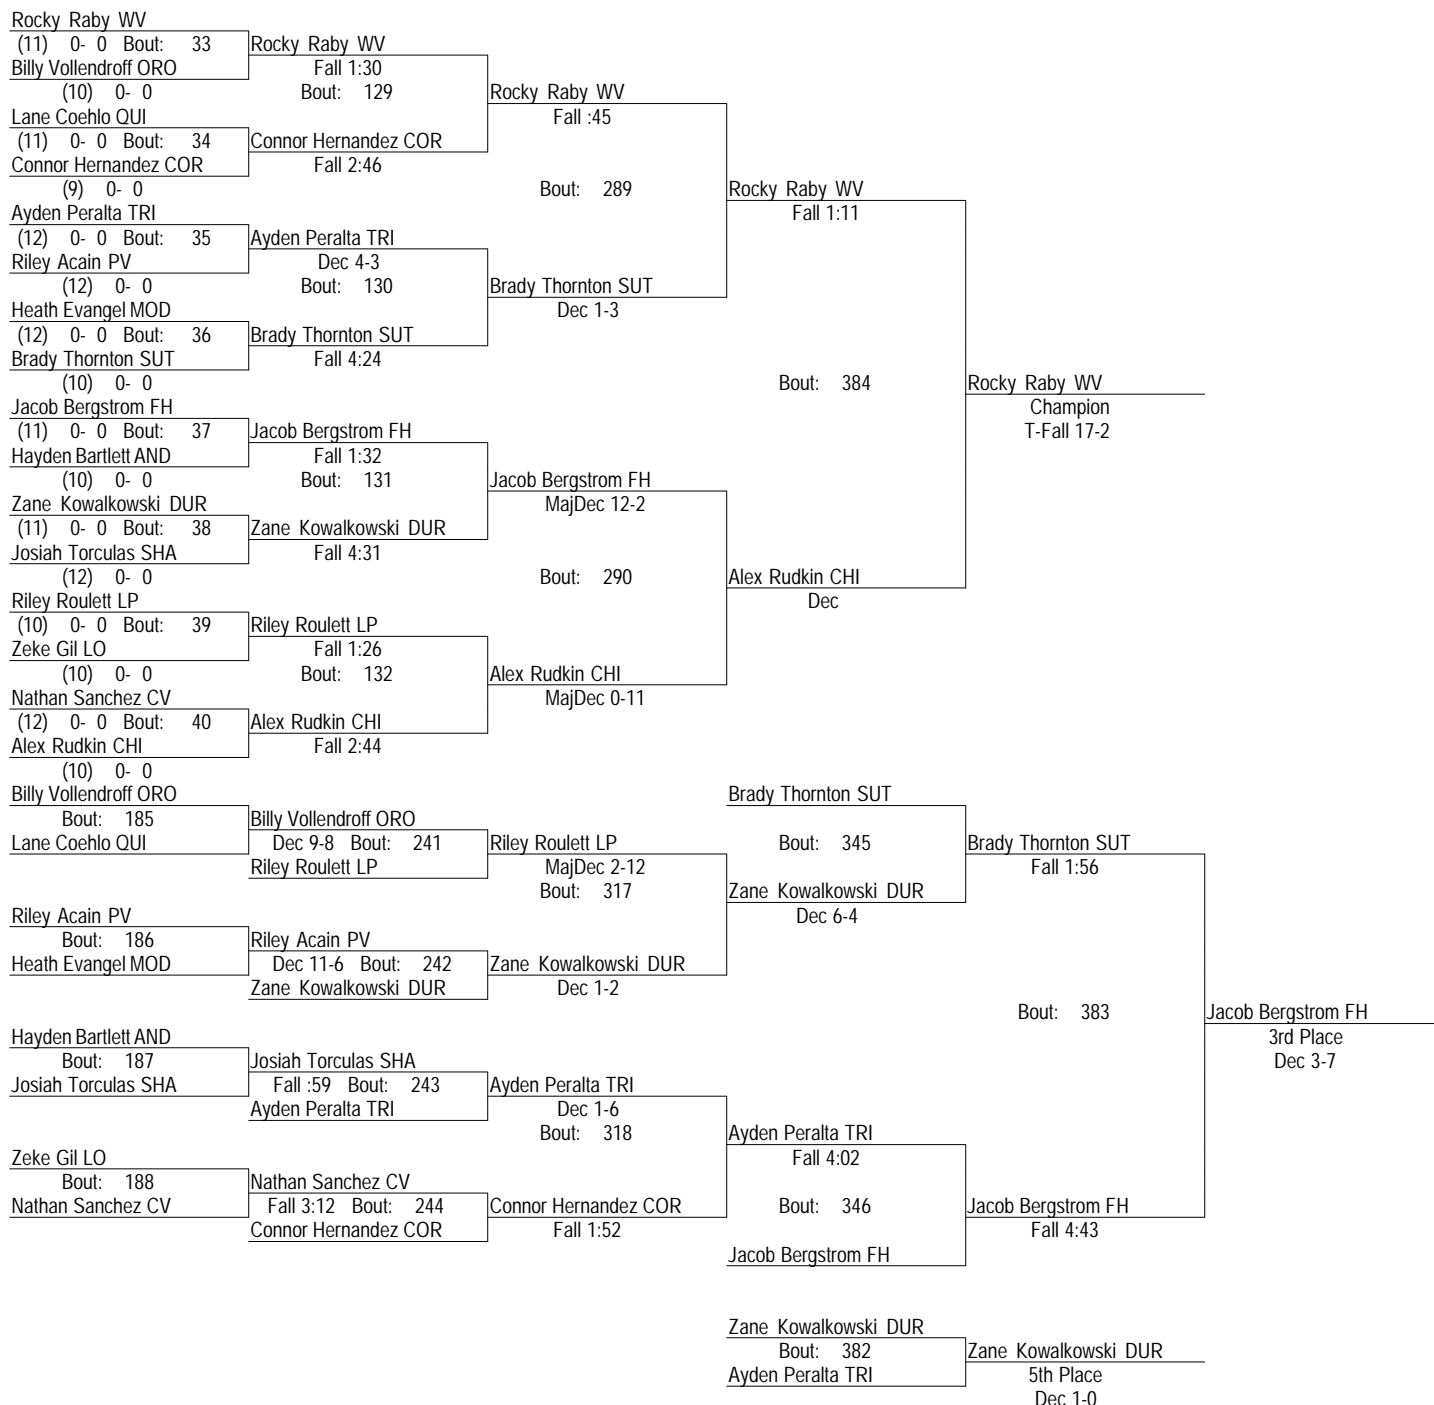 Rocky Raby WV
(11) 0- 0 Bout: 33 Rocky Raby WV
Billy Vollendroff ORO Fall 1:30
(10) 0- 0 Bout: 129 Rocky Raby WV
Lane Coehlo QUI Fall :45
(11) 0- 0 Bout: 34 Connor Hernandez COR
Connor Hernandez COR Fall 2:46
(9) 0- 0 Bout: 289 Rocky Raby WV
Ayden Peralta TRI Fall 1:11
(12) 0- 0 Bout: 35 Ayden Peralta TRI
Riley Acain PV Dec 4-3
(12) 0- 0 Bout: 130 Brady Thornton SUT
Heath Evangel MOD Dec 1-3
(12) 0- 0 Bout: 36 Brady Thornton SUT
Brady Thornton SUT Fall 4:24
(10) 0- 0 Bout: 384 Rocky Raby WV
Jacob Bergstrom FH Champion
(11) 0- 0 Bout: 37 Jacob Bergstrom FH T-Fall 17-2
Hayden Bartlett AND Fall 1:32
(10) 0- 0 Bout: 131 Jacob Bergstrom FH
Zane Kowalkowski DUR MajDec 12-2
(11) 0- 0 Bout: 38 Zane Kowalkowski DUR
Josiah Torculas SHA Fall 4:31
(12) 0- 0 Bout: 290 Alex Rudkin CHI
Riley Roulett LP Dec
(10) 0- 0 Bout: 39 Riley Roulett LP
Zeke Gil LO Fall 1:26
(10) 0- 0 Bout: 132 Alex Rudkin CHI
Nathan Sanchez CV MajDec 0-11
(12) 0- 0 Bout: 40 Alex Rudkin CHI
Alex Rudkin CHI Fall 2:44
(10) 0- 0
Billy Vollendroff ORO Brady Thornton SUT
Bout: 185 Billy Vollendroff ORO
Lane Coehlo QUI Dec 9-8 Bout: 241 Riley Roulett LP Bout: 345 Brady Thornton SUT
Riley Roulett LP MajDec 2-12 Fall 1:56
Bout: 317 Zane Kowalkowski DUR
Riley Acain PV Dec 6-4
Bout: 186 Riley Acain PV
Heath Evangel MOD Dec 11-6 Bout: 242 Zane Kowalkowski DUR
Zane Kowalkowski DUR Dec 1-2
Bout: 383 Jacob Bergstrom FH
Hayden Bartlett AND 3rd Place
Bout: 187 Josiah Torculas SHA Dec 3-7
Josiah Torculas SHA Fall :59 Bout: 243 Ayden Peralta TRI
Ayden Peralta TRI Dec 1-6
Bout: 318 Ayden Peralta TRI
Zeke Gil LO Fall 4:02
Bout: 188 Nathan Sanchez CV
Nathan Sanchez CV Fall 3:12 Bout: 244 Connor Hernandez COR Bout: 346 Jacob Bergstrom FH
Connor Hernandez COR Fall 1:52 Fall 4:43
Jacob Bergstrom FH
Zane Kowalkowski DUR
Bout: 382 Zane Kowalkowski DUR
Ayden Peralta TRI 5th Place
Dec 1-0